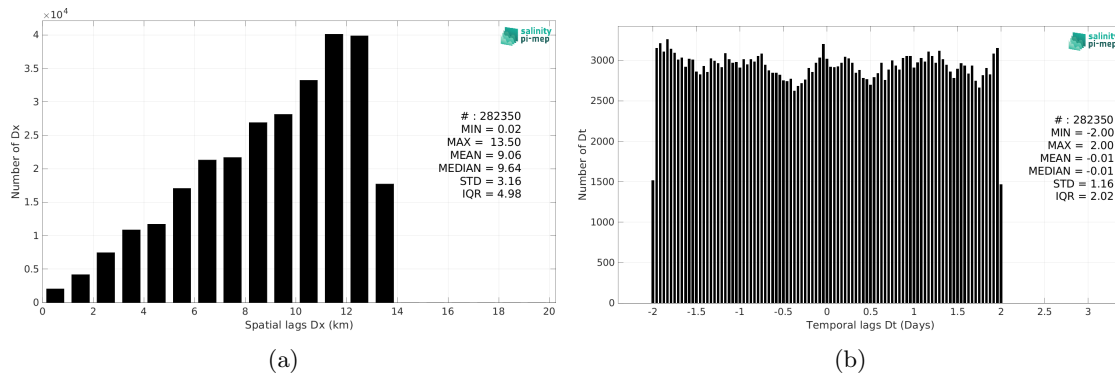 ×10⁴
4
3.5
3
2.5
2
1.5
1
0.5
0
0 2 4 6 8 10 12 14 16 18 20
Number of Dx
Spatial lags Dx (km)
salinity
pi-mep
# : 282350
MIN = 0.02
MAX = 13.50
MEAN = 9.06
MEDIAN = 9.64
STD = 3.16
IQR = 4.98
(a)
3000
2500
2000
1500
1000
500
0
-2 -1.5 -1 -0.5 0 0.5 1 1.5 2 2.5 3
Number of Dt
Temporal lags Dt (Days)
salinity
pi-mep
# : 282350
MIN = -2.00
MAX = 2.00
MEAN = -0.01
MEDIAN = -0.01
STD = 1.16
IQR = 2.02
(b)